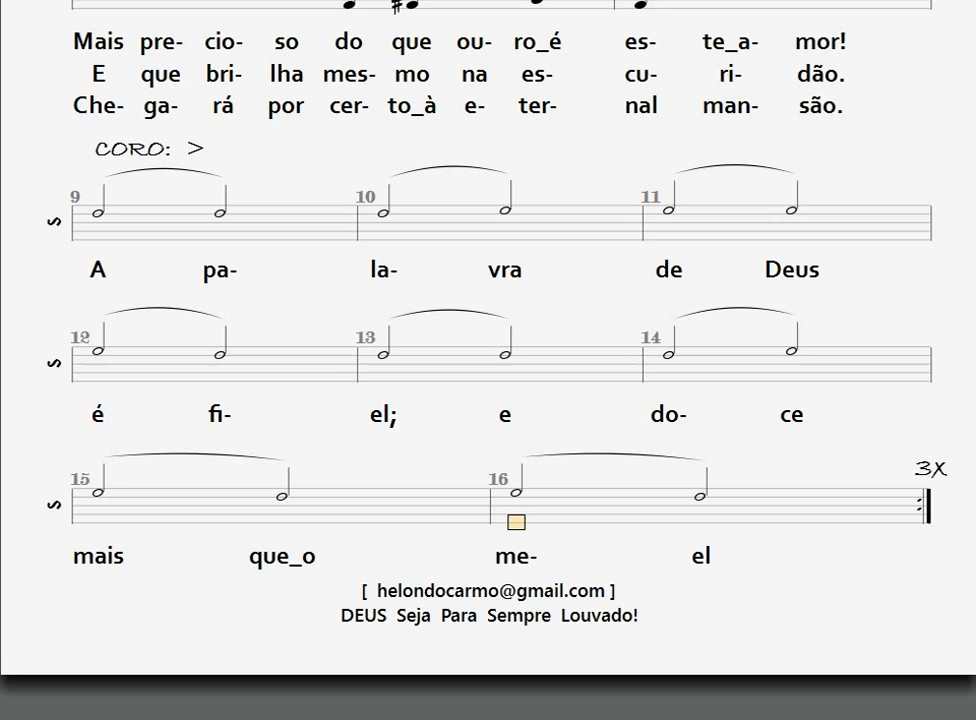 Mais pre- cio- so do que ou- ro_é es- te_a- mor!
E que bri- lha mes- mo na es- cu- ri- dão.
Che- ga- rá por cer- to_à e- ter- nal man- são.
CORO: >
9 10 11
S
A pa- la- vra de Deus
12 13 14
S
é fi- el; e do- ce
3X
15 16
S
mais que_o me- el
[ helondocarmo@gmail.com ]
DEUS Seja Para Sempre Louvado!